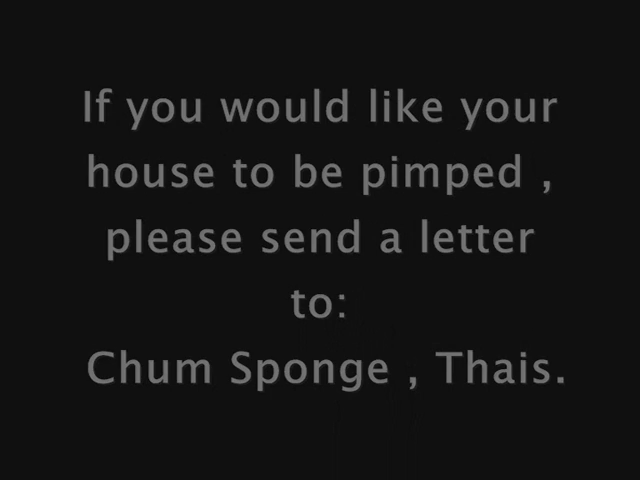 If you would like your
house to be pimped ,
please send a letter
to:
Chum Sponge , Thais.